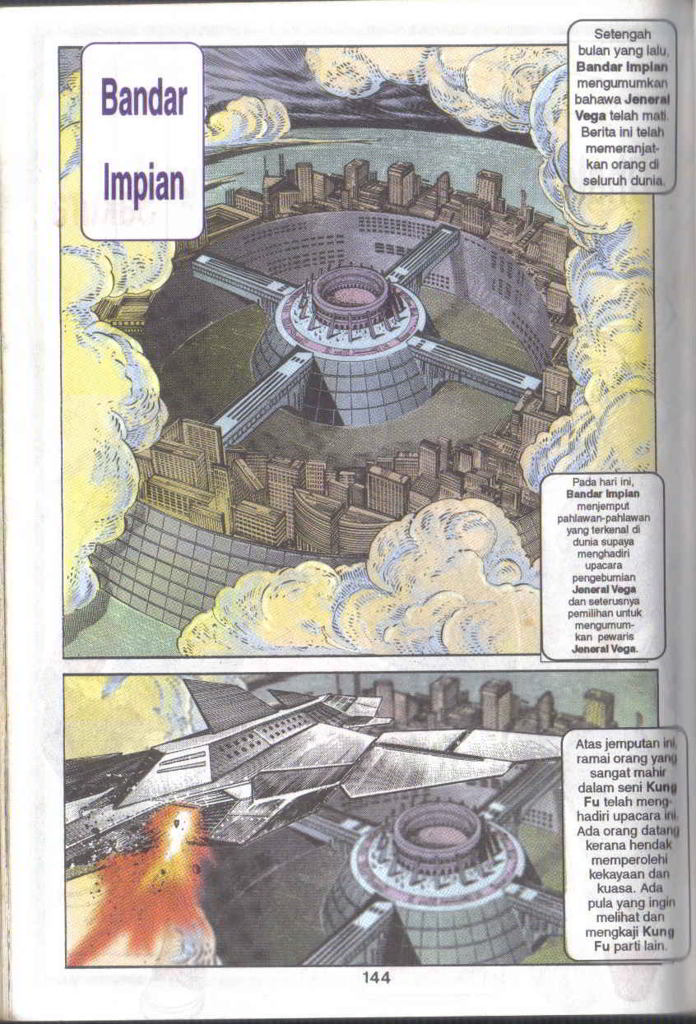 Bandar
Impian
Setengah
bulan yang lalu,
Bandar Impian
mengumumkan
bahawa Jeneral
Vega telah mati.
Berita ini telah
memeranjat-
kan orang di
seluruh dunia.
Pada hari ini,
Bandar Impian
menjemput
pahlawan-pahlawan
yang terkenal di
dunia supaya
menghadiri
upacara
pengebumian
Jeneral Vega
dan seterusnya
pemilihan untuk
mengumum-
kan pewaris
Jeneral Vega.
Atas jemputan ini,
ramai orang yang
sangat mahir
dalam seni Kung
Fu telah meng-
hadiri upacara ini.
Ada orang datang
kerana hendak
memperolehi
kekayaan dan
kuasa. Ada
pula yang ingin
melihat dan
mengkaji Kung
Fu parti lain.
144